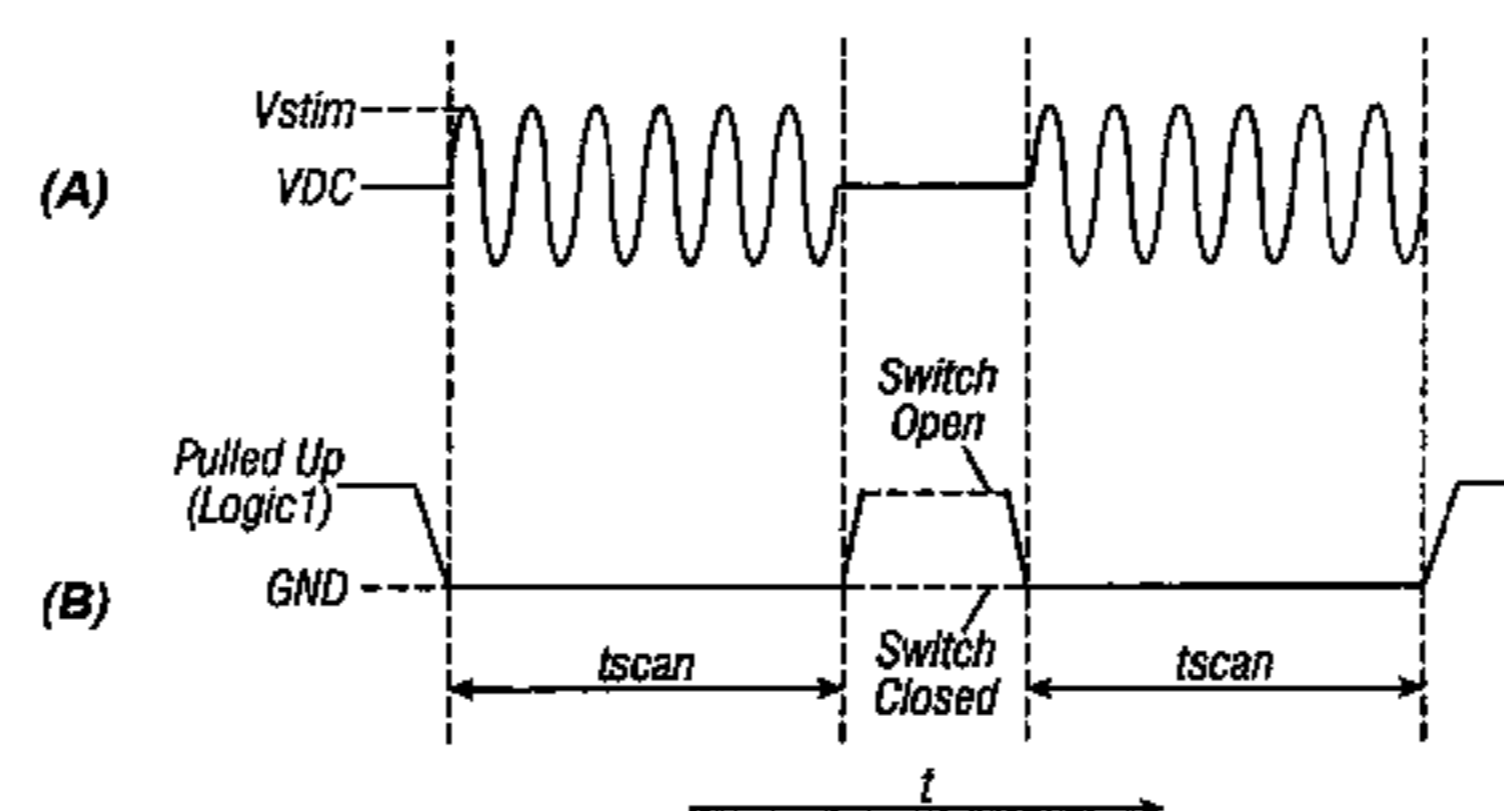 Vstim
(A)
VDC
Switch
Open
Pulled Up
(Logic1)
(B)
GND
tscan
Switch
Closed
tscan
t